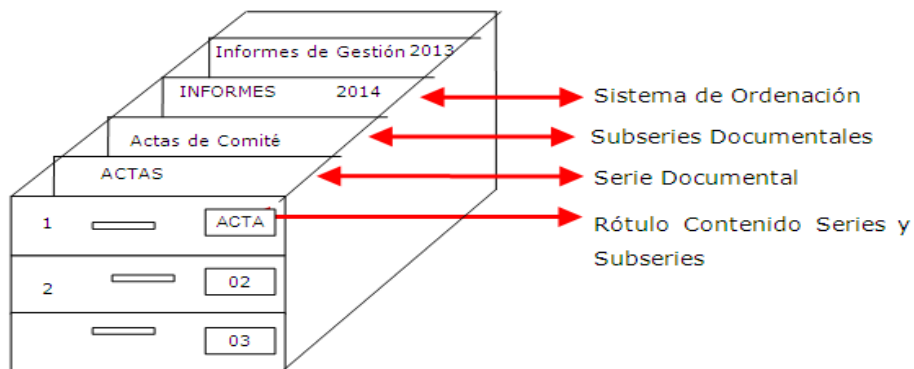 Informes de Gestión 2013
INFORMES 2014
Sistema de Ordenación
Actas de Comité
Subseries Documentales
ACTAS
Serie Documental
1 ACTA
Rótulo Contenido Series y
Subseries
2 02
03